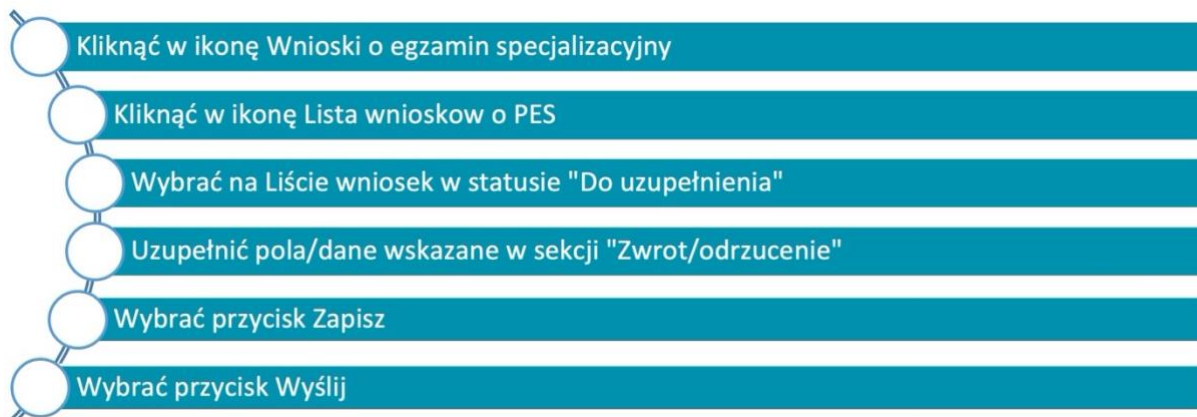 Kliknąć w ikonę Wnioski o egzamin specjalizacyjny
Kliknąć w ikonę Lista wnioskow o PES
Wybrać na Liście wniosek w statusie "Do uzupełnienia"
Uzupełnić pola/dane wskazane w sekcji "Zwrot/odrzucenie"
Wybrać przycisk Zapisz
Wybrać przycisk Wyślij